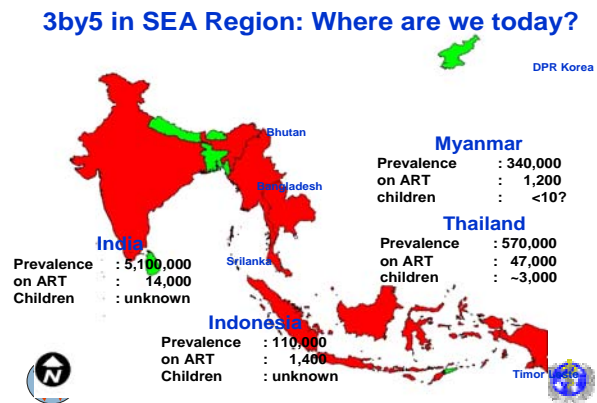 3by5 in SEA Region: Where are we today?
DPR Korea
Bhutan
Myanmar
Prevalence : 340,000
on ART : 1,200
children : <10?
Bangladesh
Thailand
Prevalence : 570,000
on ART : 47,000
children : ~3,000
India
Prevalence : 5,100,000
on ART : 14,000
Children : unknown
Srilanka
Indonesia
Prevalence : 110,000
on ART : 1,400
Children : unknown
Timor Leste
N